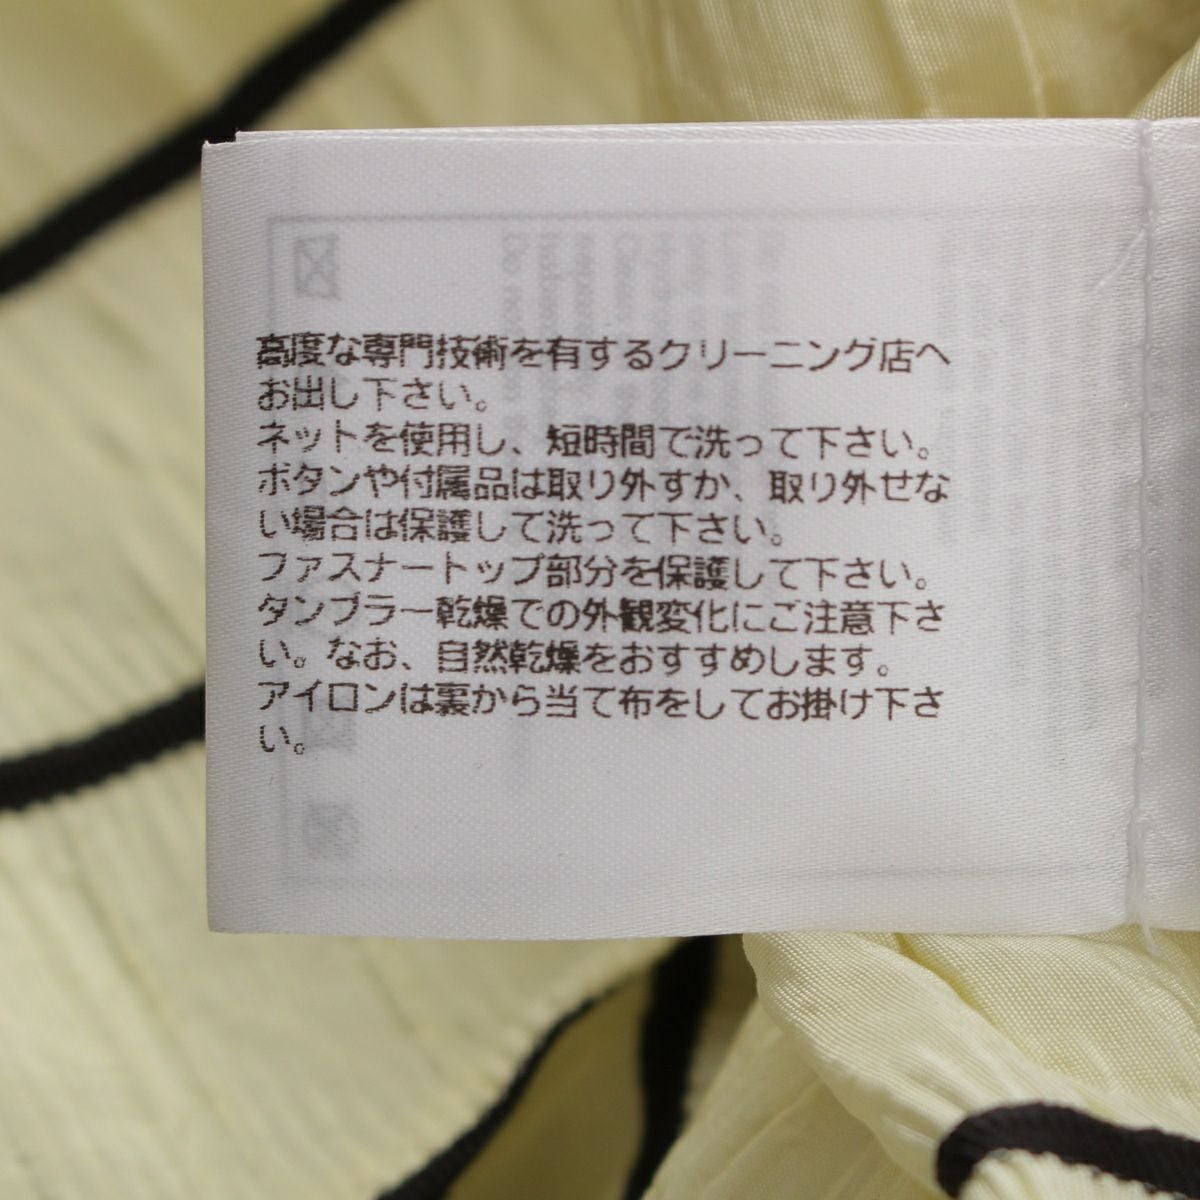 高度な専門技術を有するクリーニング店へ
お出し下さい。
ネットを使用し、短時間で洗って下さい。
ボタンや付属品は取り外すか、取り外せな
い場合は保護して洗って下さい。
ファスナートップ部分を保護して下さい。
タンブラー乾燥での外観変化にご注意下さ
い。なお、自然乾燥をおすすめします。
アイロンは裏から当て布をしてお掛け下さ
い。